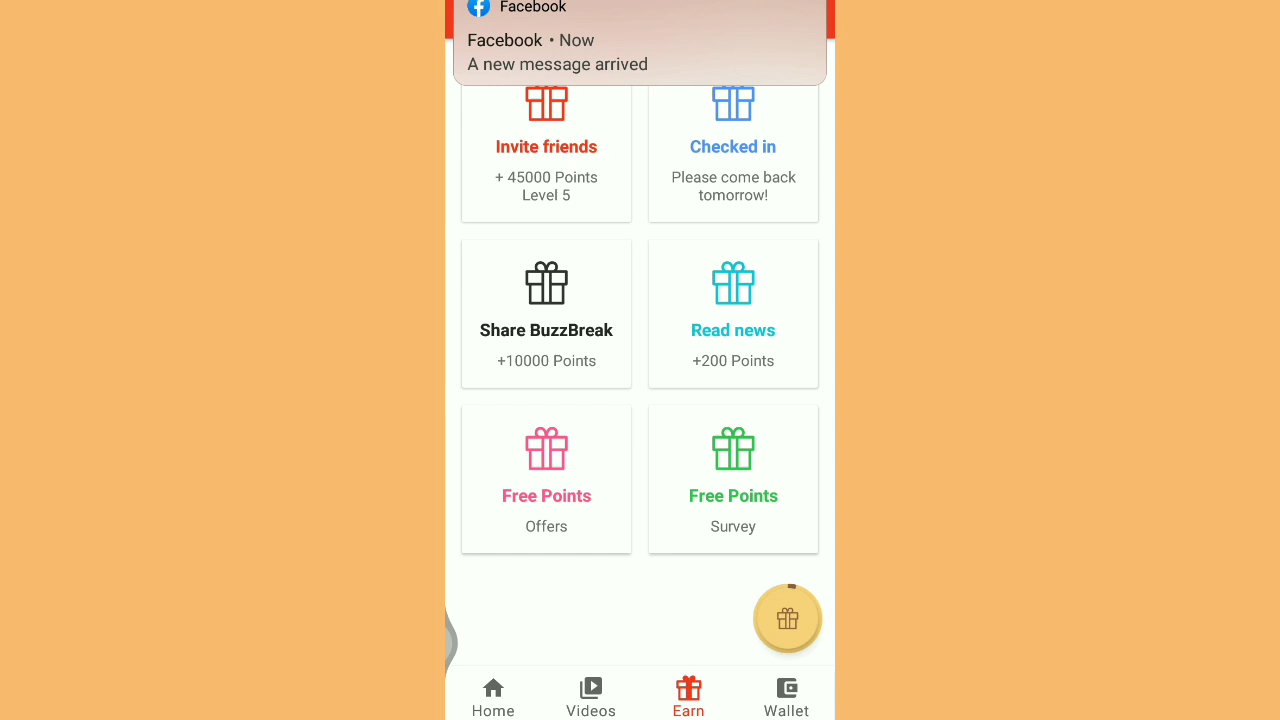 Facebook
Facebook • Now
A new message arrived
Invite friends
+ 45000 Points
Level 5
Checked in
Please come back
tomorrow!
Share BuzzBreak
+10000 Points
Read news
+200 Points
Free Points
Offers
Free Points
Survey
Home
Videos
Earn
Wallet